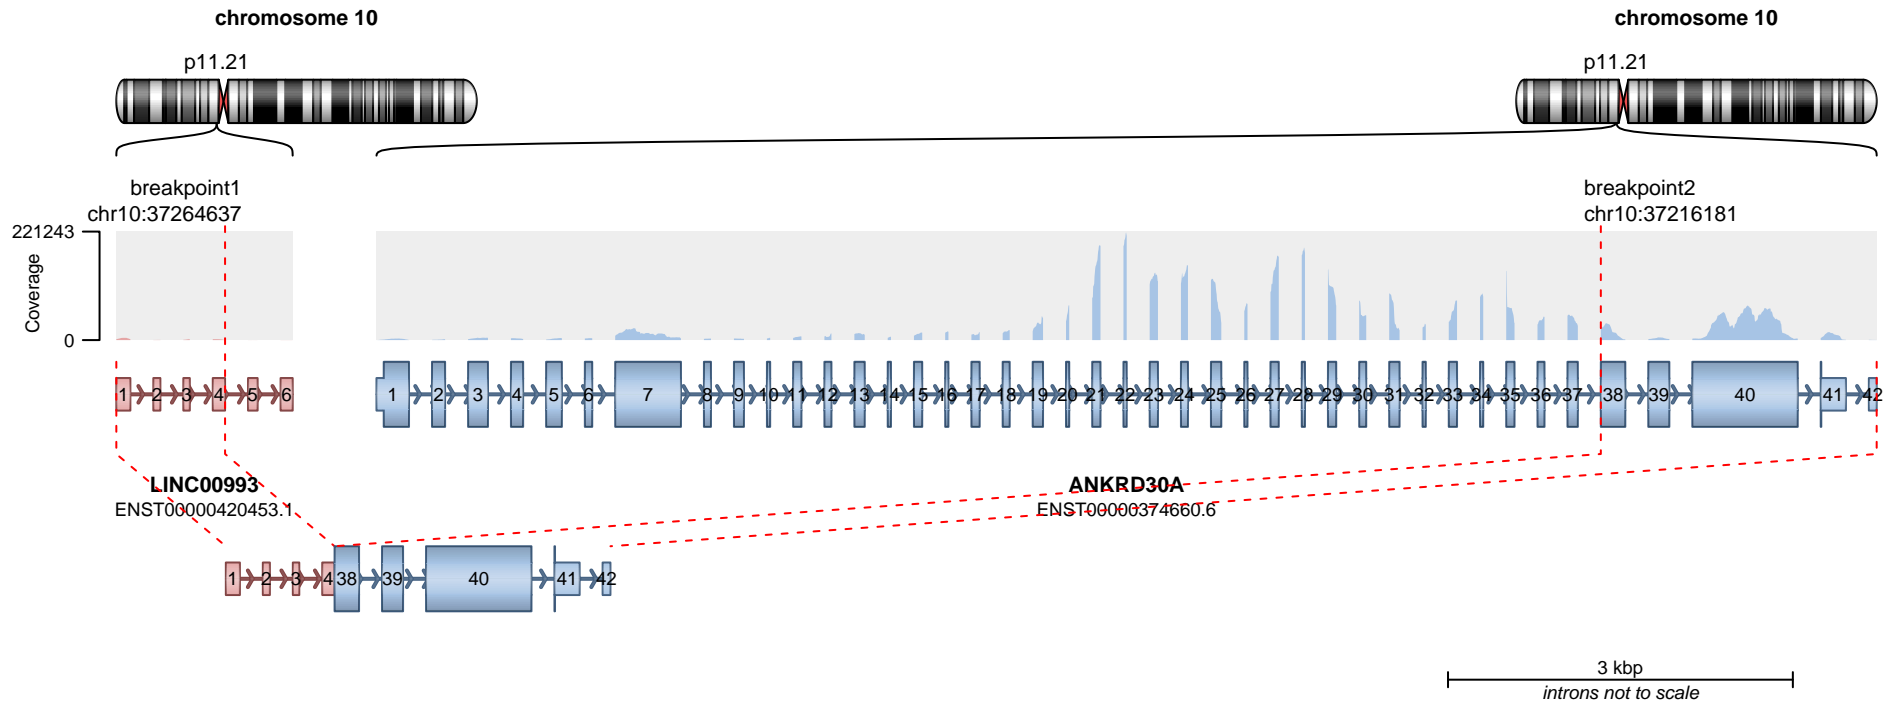 chromosome 10
chromosome 10
p11.21
p11.21
breakpoint1
chr10:37264637
breakpoint2
chr10:37216181
221243
Coverage
0
1 2 3 4 5 6
1 2 3 4 5 6 7 8 9 10 11 12 13 14 15 16 17 18 19 20 21 22 23 24 25 26 27 28 29 30 31 32 33 34 35 36 37 38 39 40 41 42
LINC00993
ENST00000420453.1
ANKRD30A
ENST00000374660.6
1 2 3 4 38 39 40 41 42
3 kbp
introns not to scale